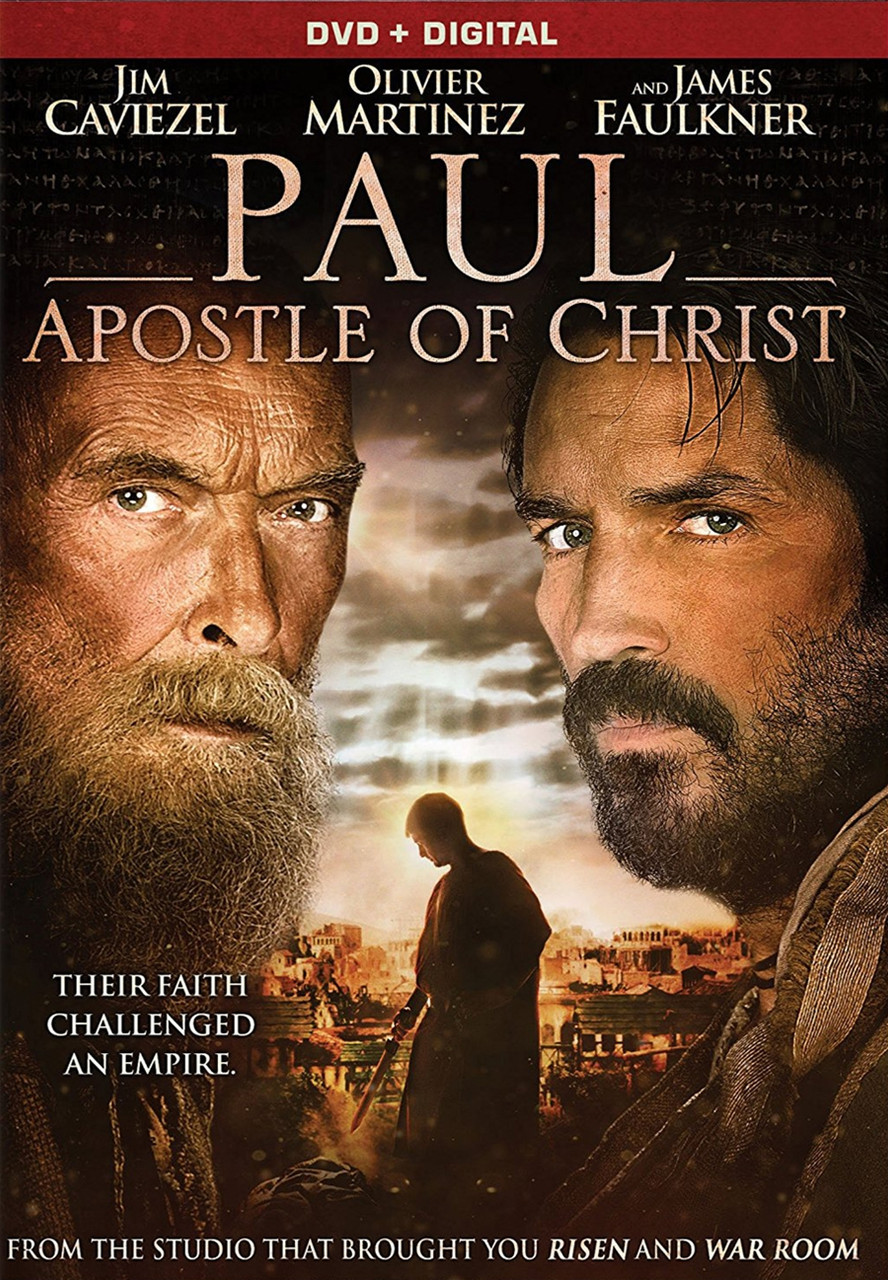 DVD + DIGITAL
JIM
CAVIEZEL
OLIVIER
MARTINEZ
AND JAMES
FAULKNER
PAUL
APOSTLE OF CHRIST
THEIR FAITH
CHALLENGED
AN EMPIRE.
FROM THE STUDIO THAT BROUGHT YOU RISEN AND WAR ROOM